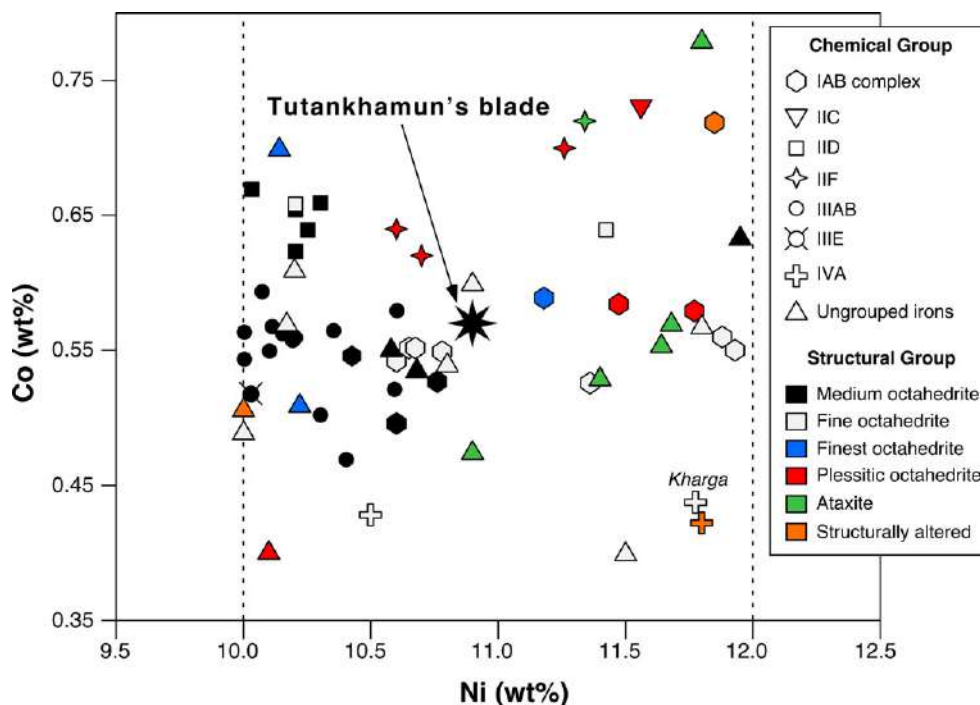 Co (wt%)
0.75
0.65
0.55
0.45
0.35
Tutankhamun's blade
Kharga
9.5 10.0 10.5 11.0 11.5 12.0 12.5
Ni (wt%)
Chemical Group
IAB complex
IIC
IID
IIF
IIIAB
IIIE
IVA
Ungrouped irons
Structural Group
Medium octahedrite
Fine octahedrite
Finest octahedrite
Plessitic octahedrite
Ataxite
Structurally altered